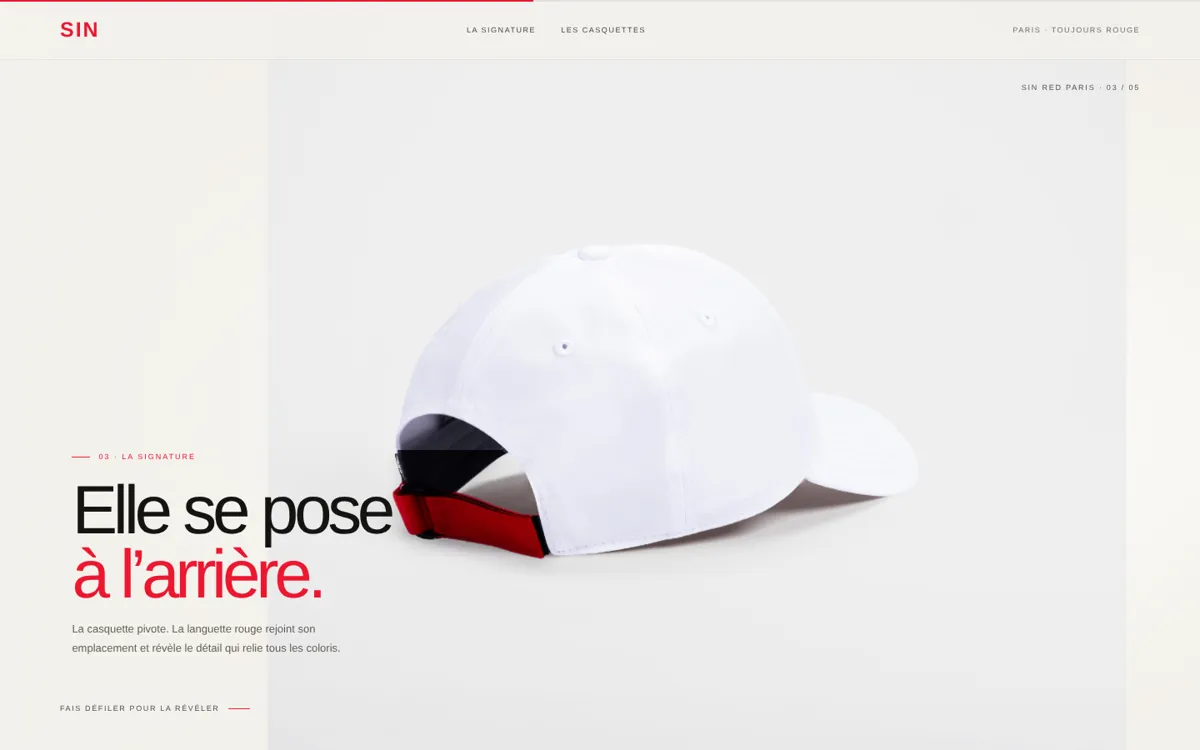 SIN
LA SIGNATURE
LES CASQUETTES
PARIS · TOUJOURS ROUGE
SIN RED PARIS · 03 / 05
03 · LA SIGNATURE
Elle se pose
à l’arrière.
La casquette pivote. La languette rouge rejoint son
emplacement et révèle le détail qui relie tous les coloris.
FAIS DÉFILER POUR LA RÉVÉLER